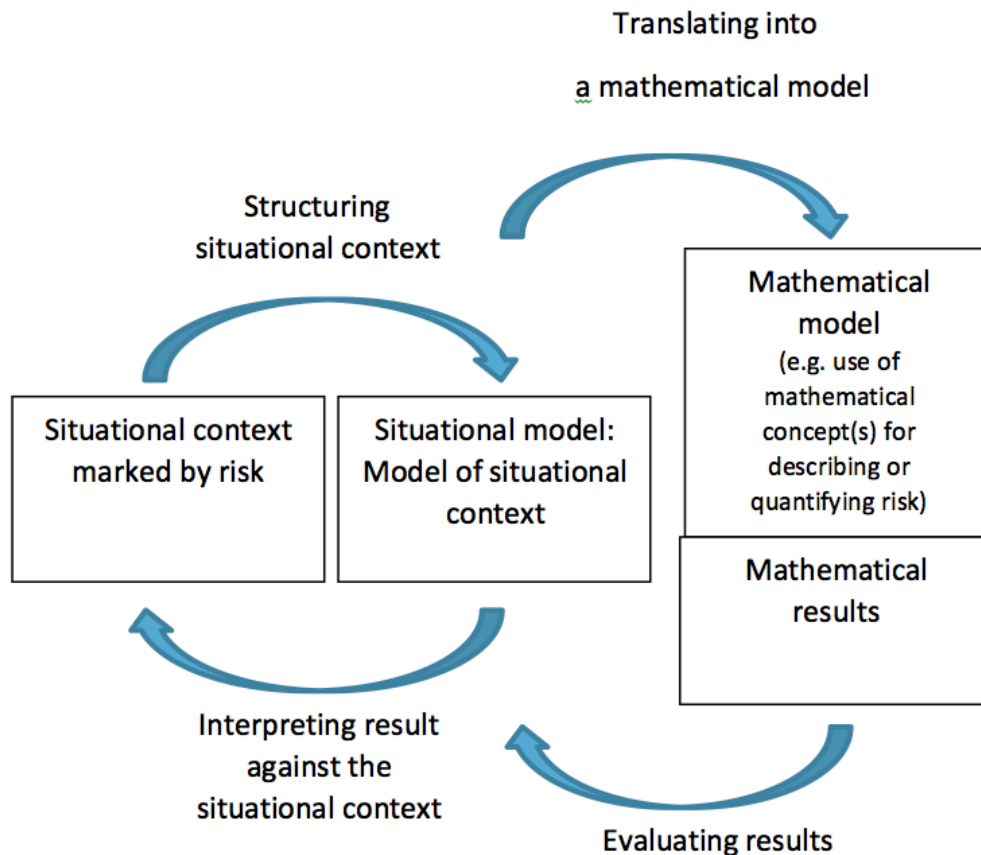 Translating into
a mathematical model
Structuring
situational context
Situational context
marked by risk
Situational model:
Model of situational
context
Mathematical
model
(e.g. use of
mathematical
concept(s) for
describing or
quantifying risk)
Mathematical
results
Interpreting result
against the
situational context
Evaluating results